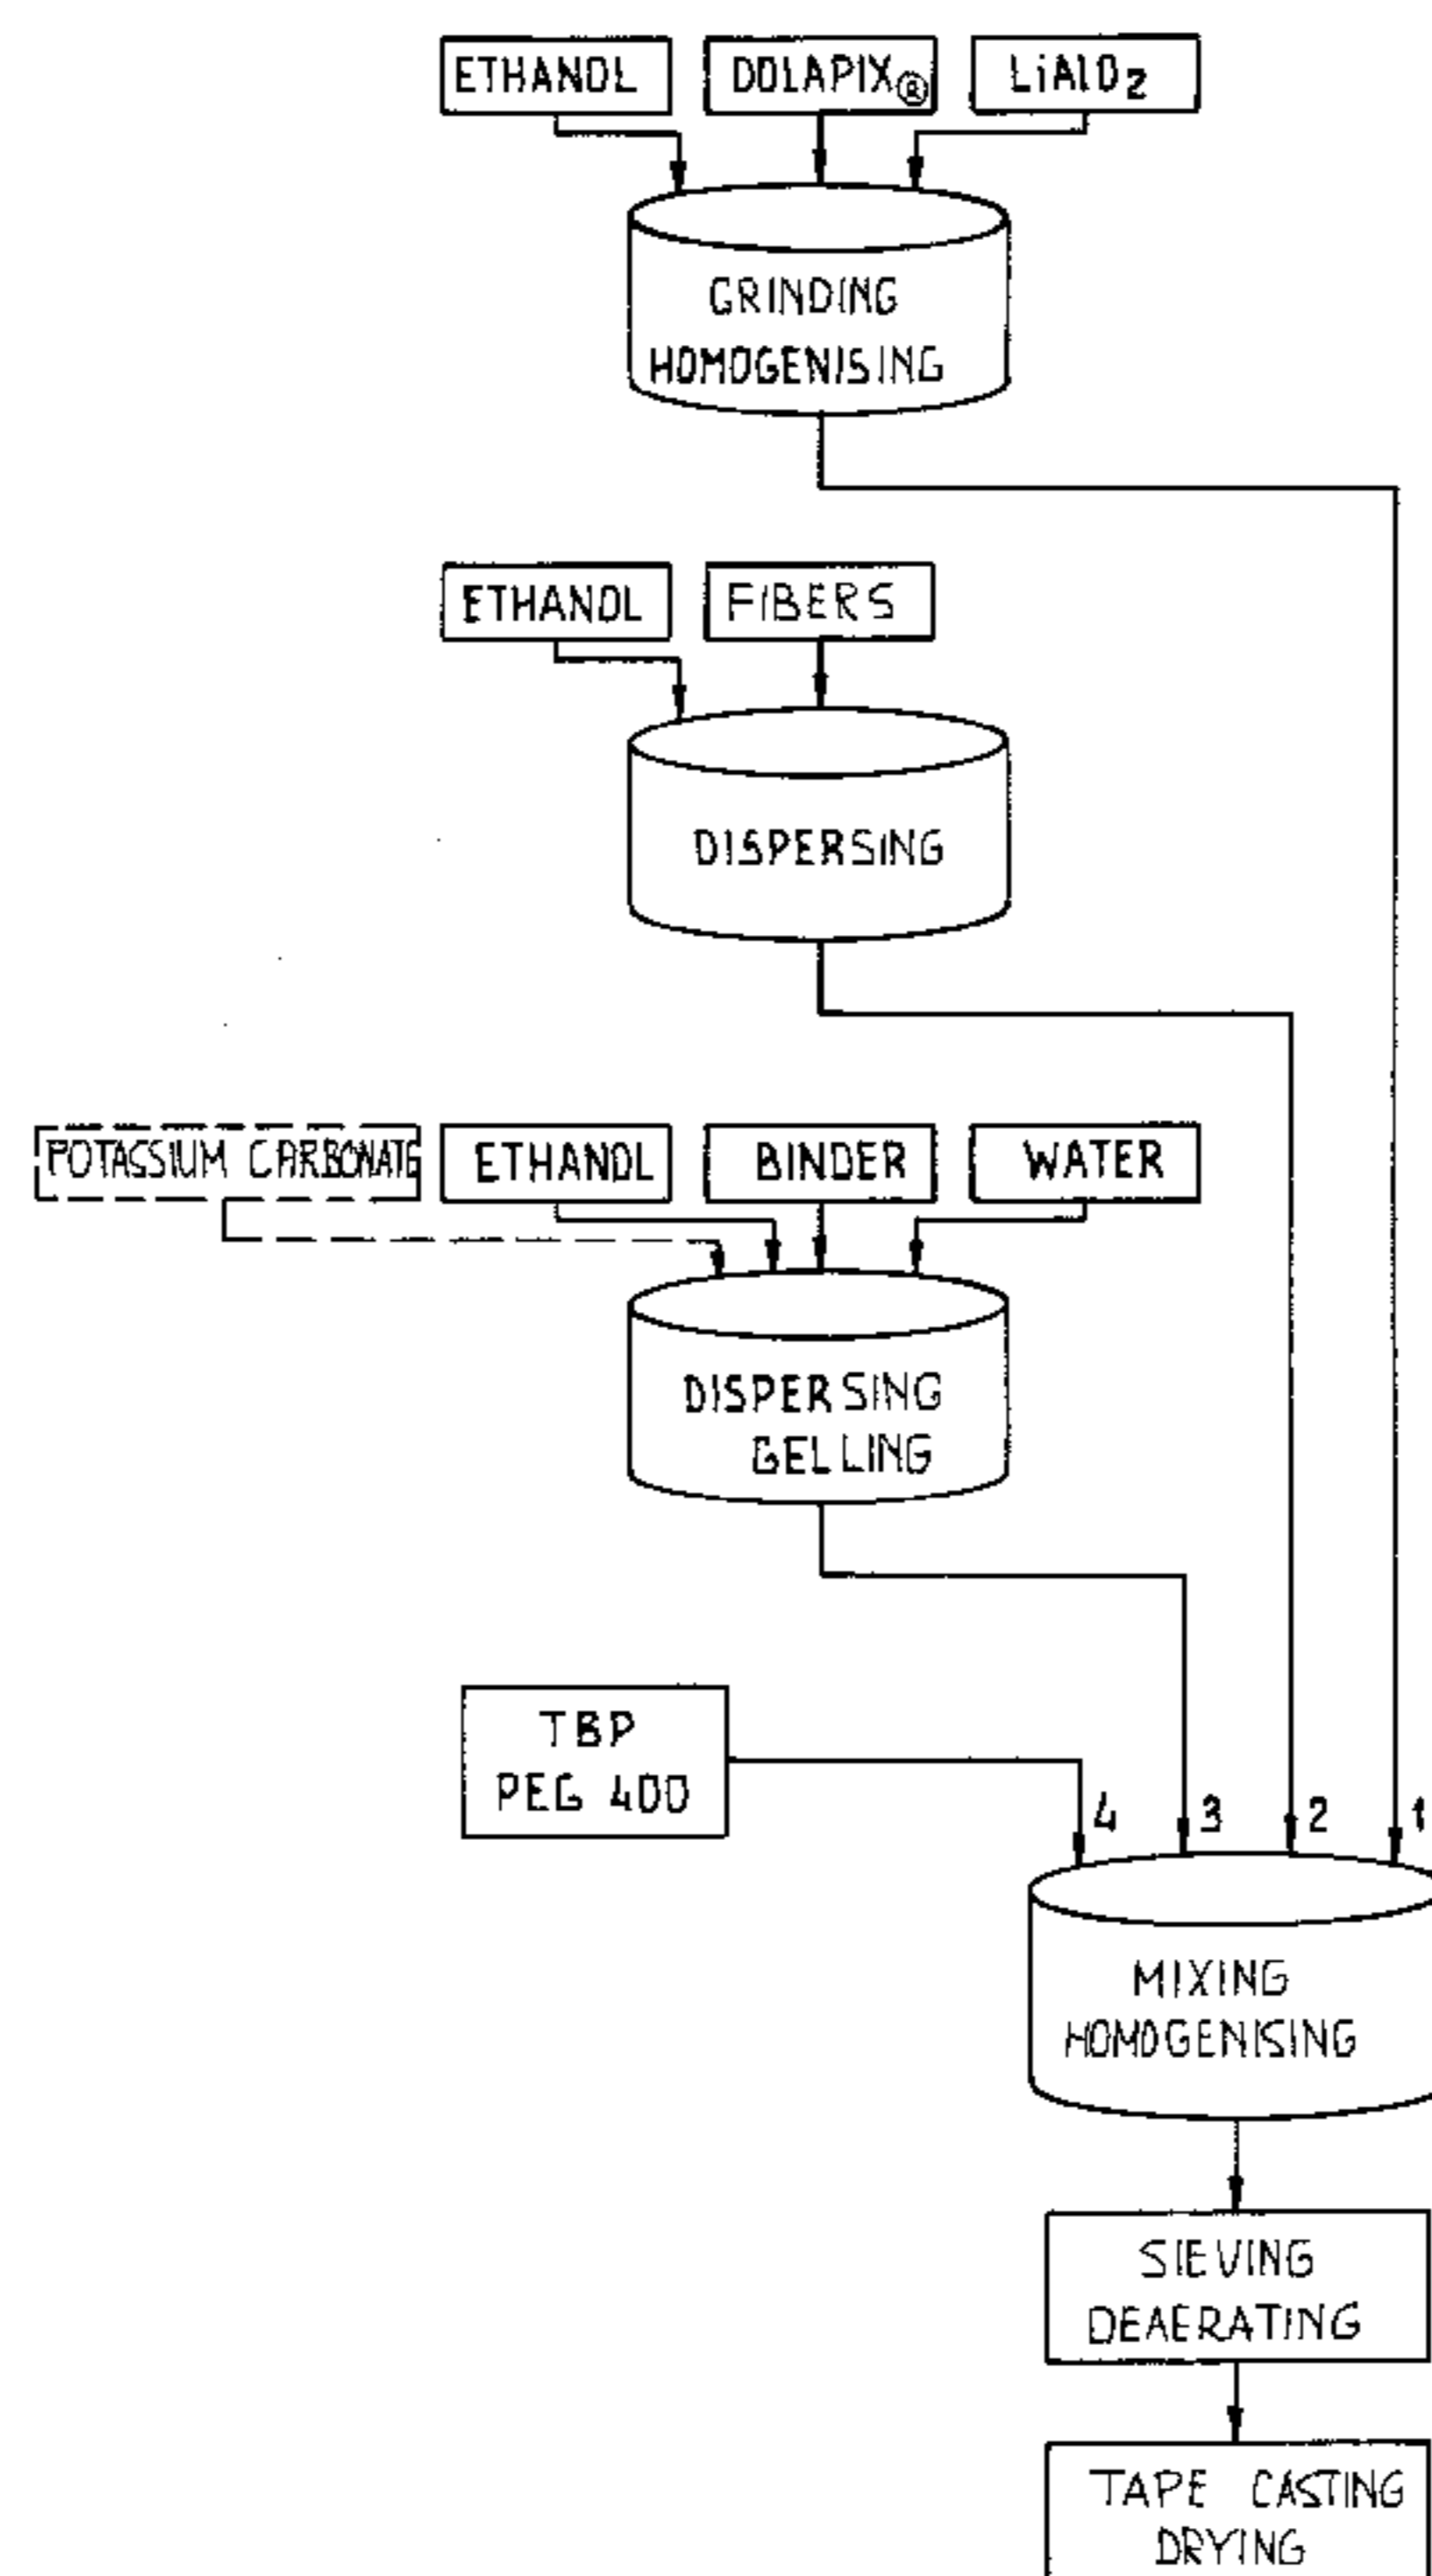 ETHANOL DOLAPIX® LiAlO2
GRINDING
HOMOGENISING
ETHANOL FIBERS
DISPERSING
POTASSIUM CARBONATE ETHANOL BINDER WATER
DISPERSING
GELLING
TBP
PEG 400
4 3 2 1
MIXING
HOMOGENISING
SIEVING
DEAERATING
TAPE CASTING
DRYING